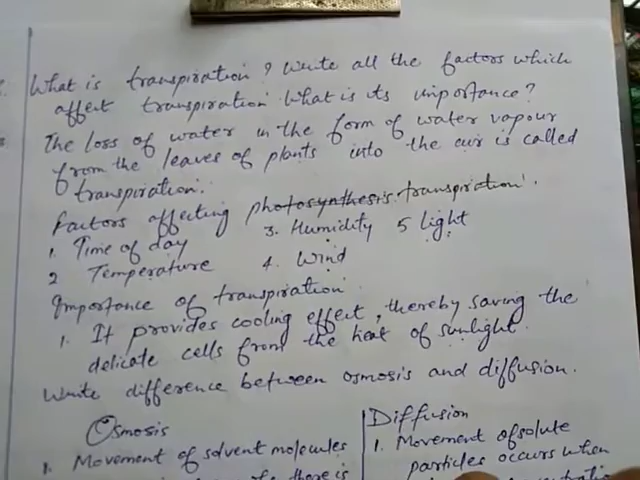 What is transpiration? Write all the factors which
affect transpiration. What is its importance?
The loss of water in the form of water vapour
from the leaves of plants into the air is called
transpiration.
Factors affecting photosynthesis transpiration.
1. Time of day 3. Humidity 5 light
2 Temperature 4. Wind
Importance of transpiration
1. It provides cooling effect, thereby saving the
delicate cells from the heat of sunlight.
Write difference between osmosis and diffusion.
Osmosis
1. Movement of solvent molecules
there is
Diffusion
1. Movement of solute
particles occurs when